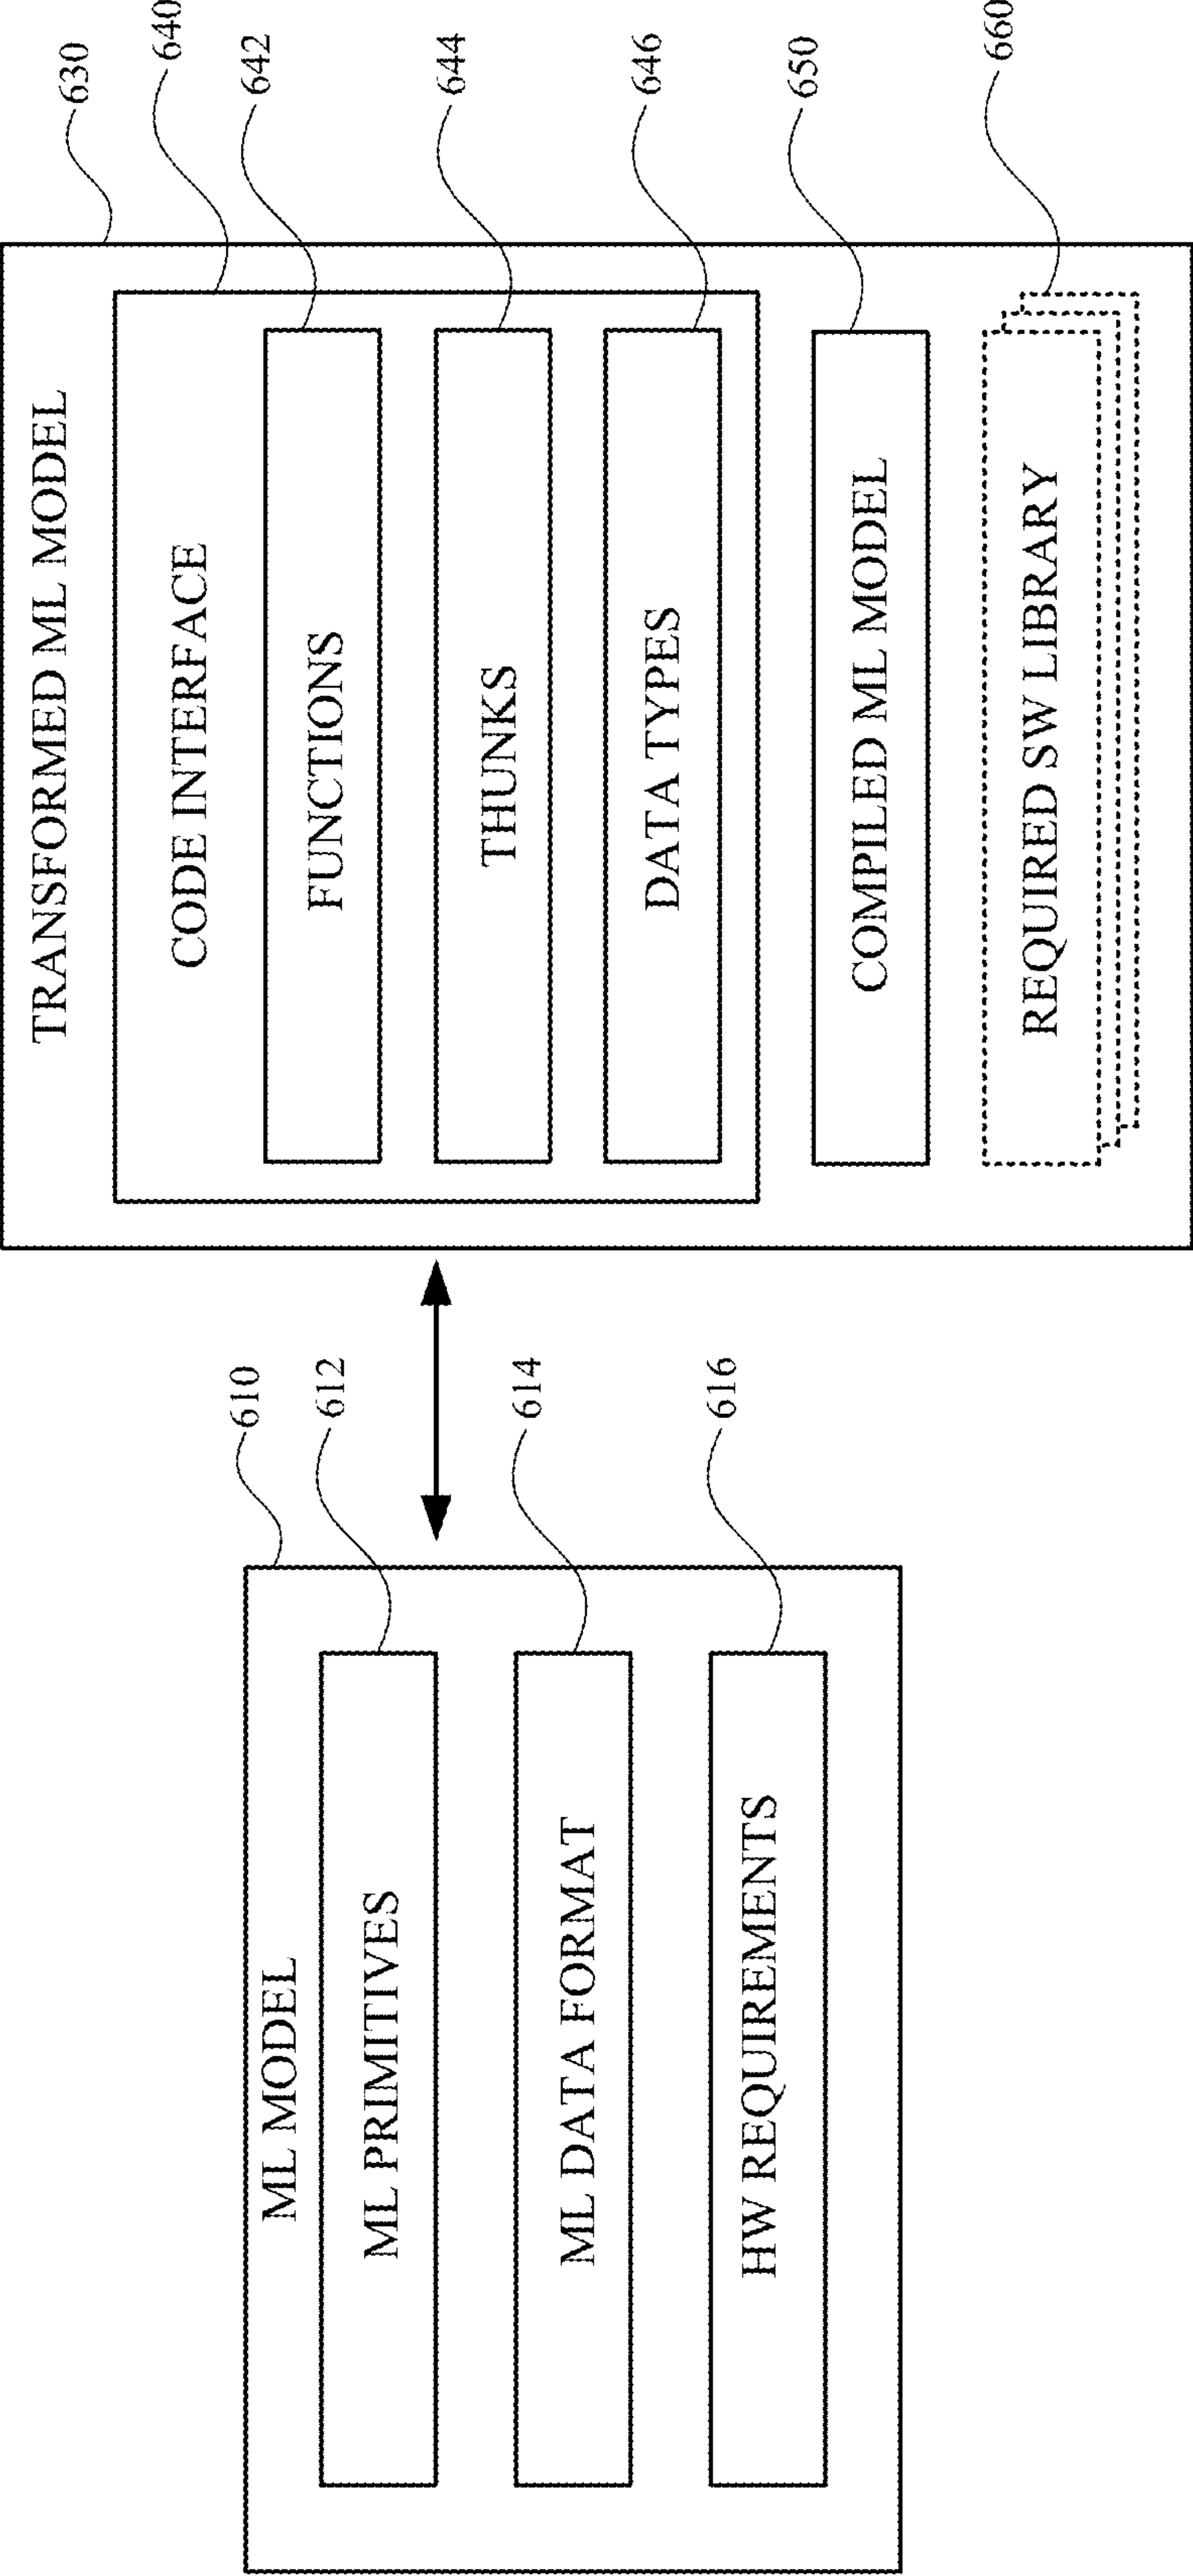 ML MODEL
610
ML PRIMITIVES
612
ML DATA FORMAT
614
HW REQUIREMENTS
616
TRANSFORMED ML MODEL
630
CODE INTERFACE
640
FUNCTIONS
642
THUNKS
644
DATA TYPES
646
COMPILED ML MODEL
650
REQUIRED SW LIBRARY
660